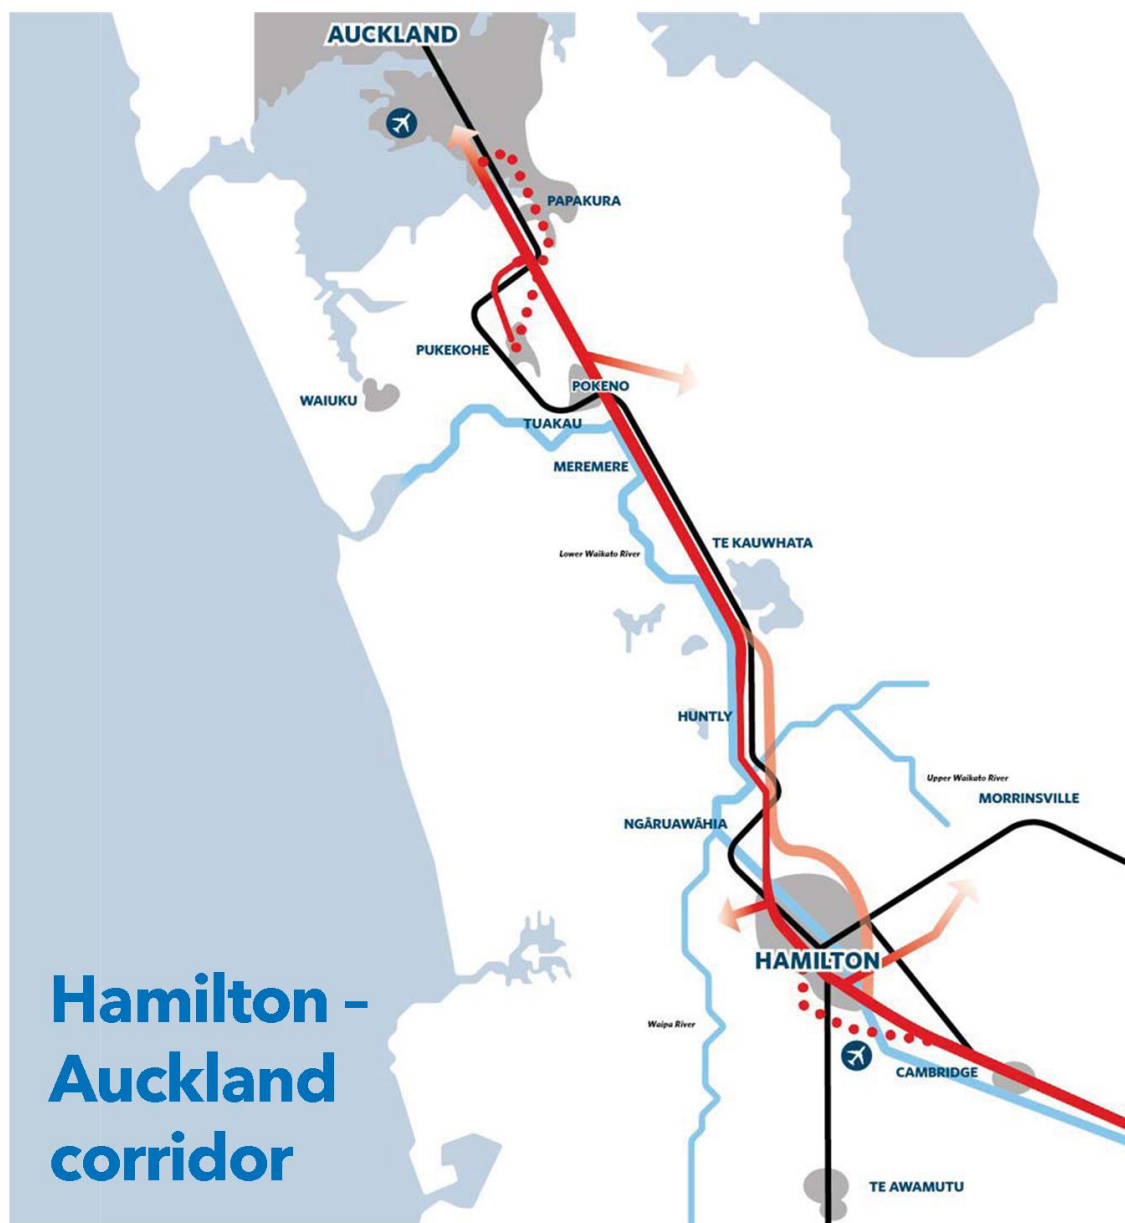 AUCKLAND
PAPAKURA
PUKEKOHE
POKENO
WAIUKU
TUAKAU
MEREMERE
TE KAUWHATA
Lower Waikato River
HUNTLY
Upper Waikato River
MORRINSVILLE
NGĀRUAWĀHIA
HAMILTON
Hamilton –
Auckland
corridor
Waipa River
CAMBRIDGE
TE AWAMUTU